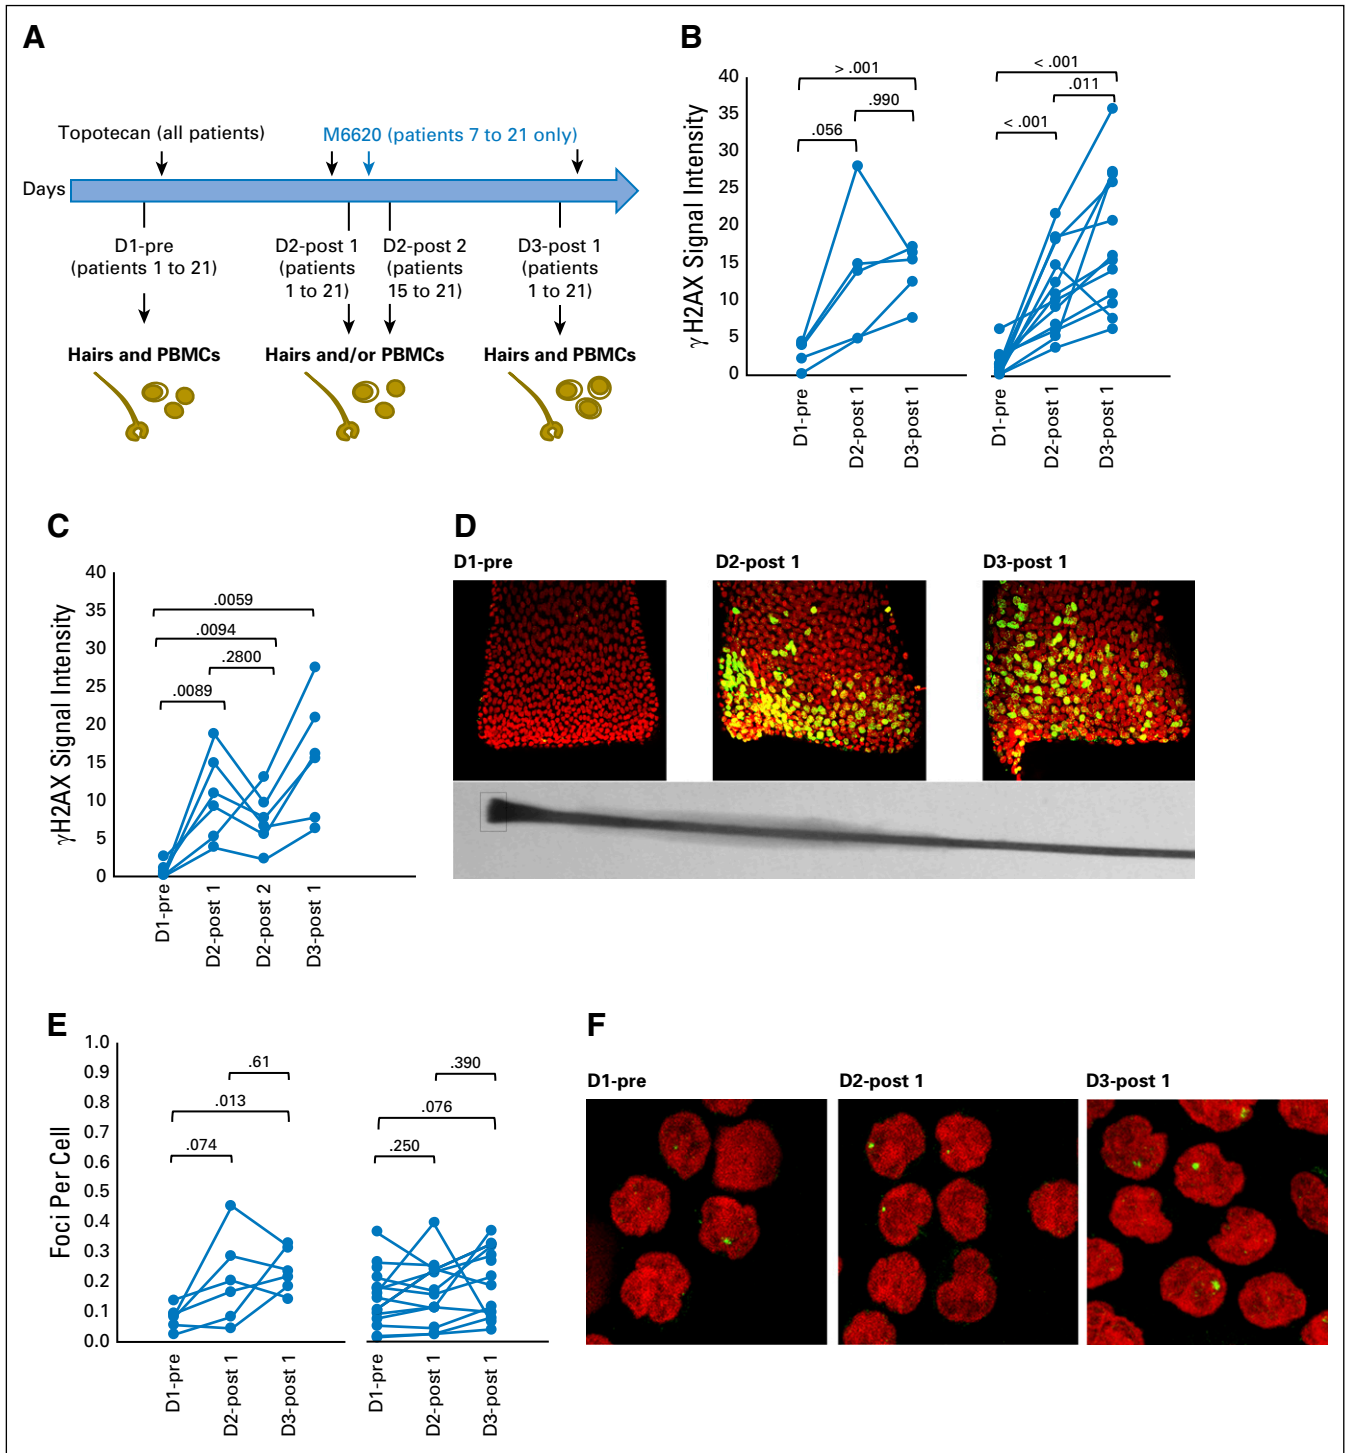 A
Topotecan (all patients)
M6620 (patients 7 to 21 only)
Days
D1-pre
(patients 1 to 21)
D2-post 1
(patients
1 to 21)
D2-post 2
(patients
15 to 21)
D3-post 1
(patients
1 to 21)
Hairs and PBMCs
Hairs and/or PBMCs
Hairs and PBMCs
B
γH2AX Signal Intensity
40
35
30
25
20
15
10
5
0
> .001
.990
.056
D1-pre
D2-post 1
D3-post 1
< .001
.011
< .001
D1-pre
D2-post 1
D3-post 1
C
γH2AX Signal Intensity
40
35
30
25
20
15
10
5
0
.0059
.0094
.2800
.0089
D1-pre
D2-post 1
D2-post 2
D3-post 1
D
D1-pre
D2-post 1
D3-post 1
E
Foci Per Cell
1.0
0.9
0.8
0.7
0.6
0.5
0.4
0.3
0.2
0.1
0.0
.61
.013
.074
D1-pre
D2-post 1
D3-post 1
.390
.076
.250
D1-pre
D2-post 1
D3-post 1
F
D1-pre
D2-post 1
D3-post 1